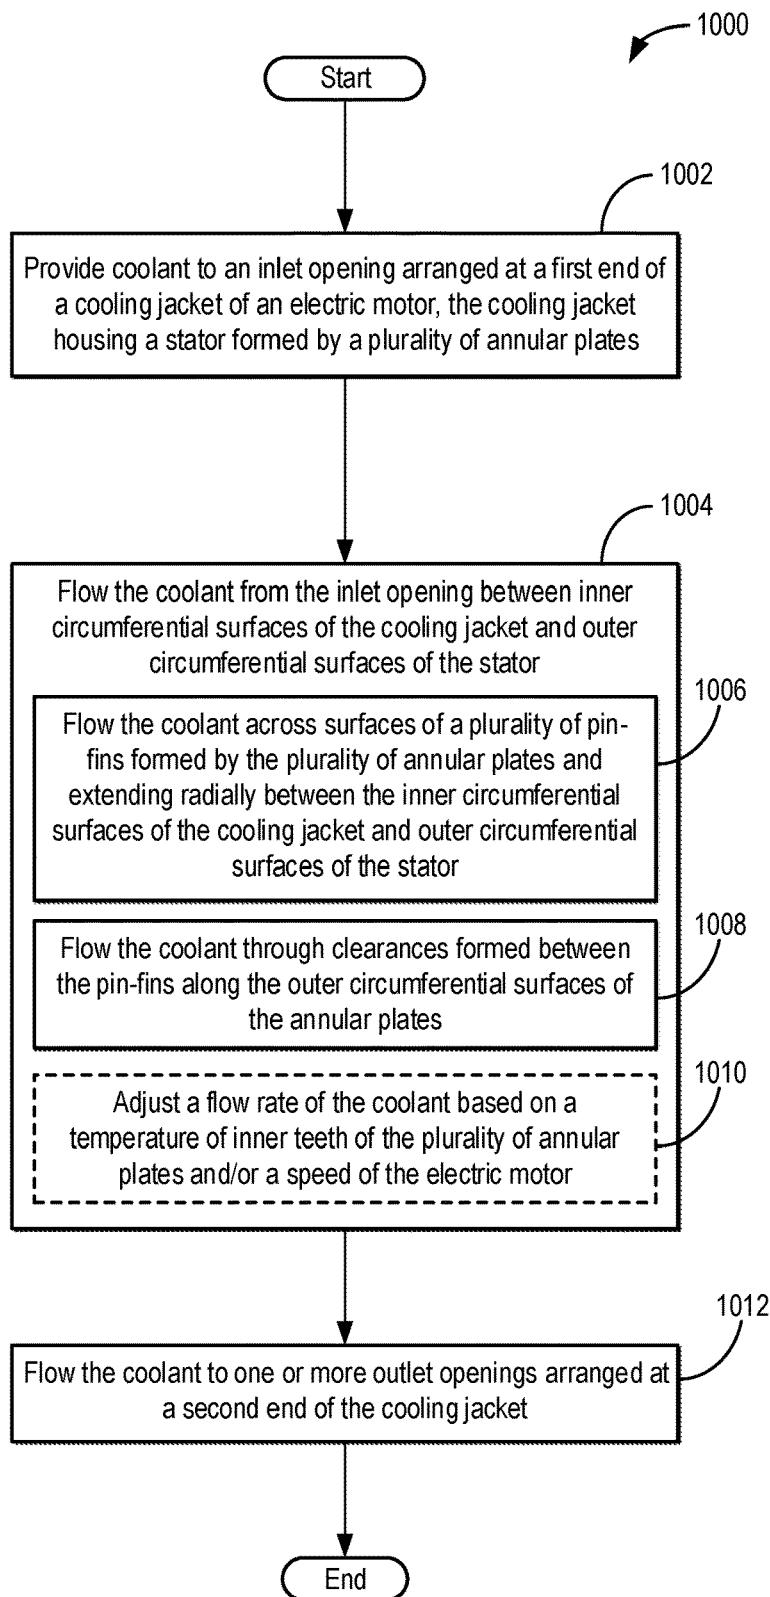 1000
Start
1002
Provide coolant to an inlet opening arranged at a first end of
a cooling jacket of an electric motor, the cooling jacket
housing a stator formed by a plurality of annular plates
1004
Flow the coolant from the inlet opening between inner
circumferential surfaces of the cooling jacket and outer
circumferential surfaces of the stator
1006
Flow the coolant across surfaces of a plurality of pin-
fins formed by the plurality of annular plates and
extending radially between the inner circumferential
surfaces of the cooling jacket and outer circumferential
surfaces of the stator
1008
Flow the coolant through clearances formed between
the pin-fins along the outer circumferential surfaces of
the annular plates
1010
Adjust a flow rate of the coolant based on a
temperature of inner teeth of the plurality of annular
plates and/or a speed of the electric motor
1012
Flow the coolant to one or more outlet openings arranged at
a second end of the cooling jacket
End